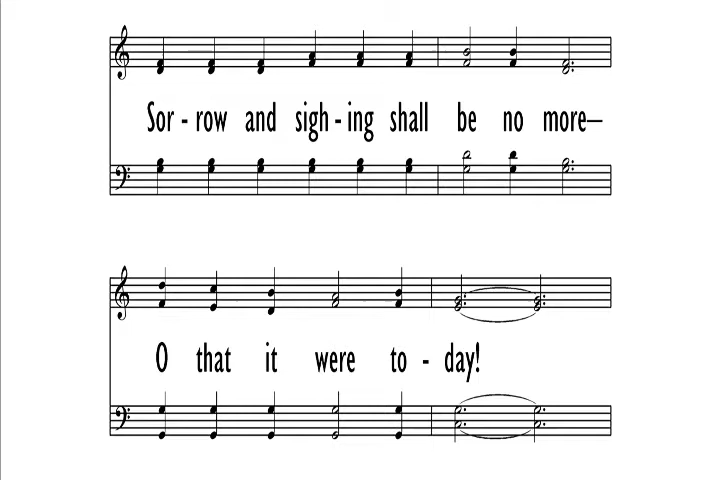 Sor - row and sigh - ing shall be no more–
O that it were to - day!